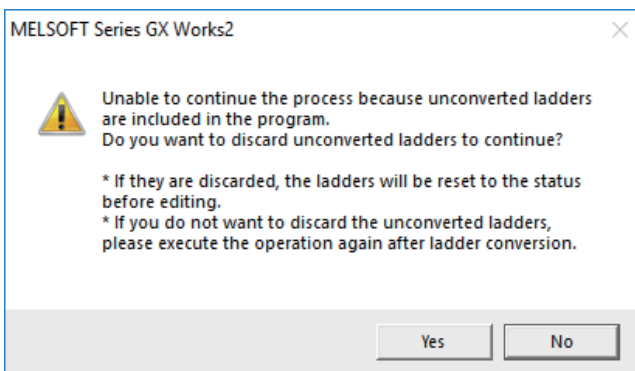 MELSOFT Series GX Works2
Unable to continue the process because unconverted ladders
are included in the program.
Do you want to discard unconverted ladders to continue?
* If they are discarded, the ladders will be reset to the status
before editing.
* If you do not want to discard the unconverted ladders,
please execute the operation again after ladder conversion.
Yes
No